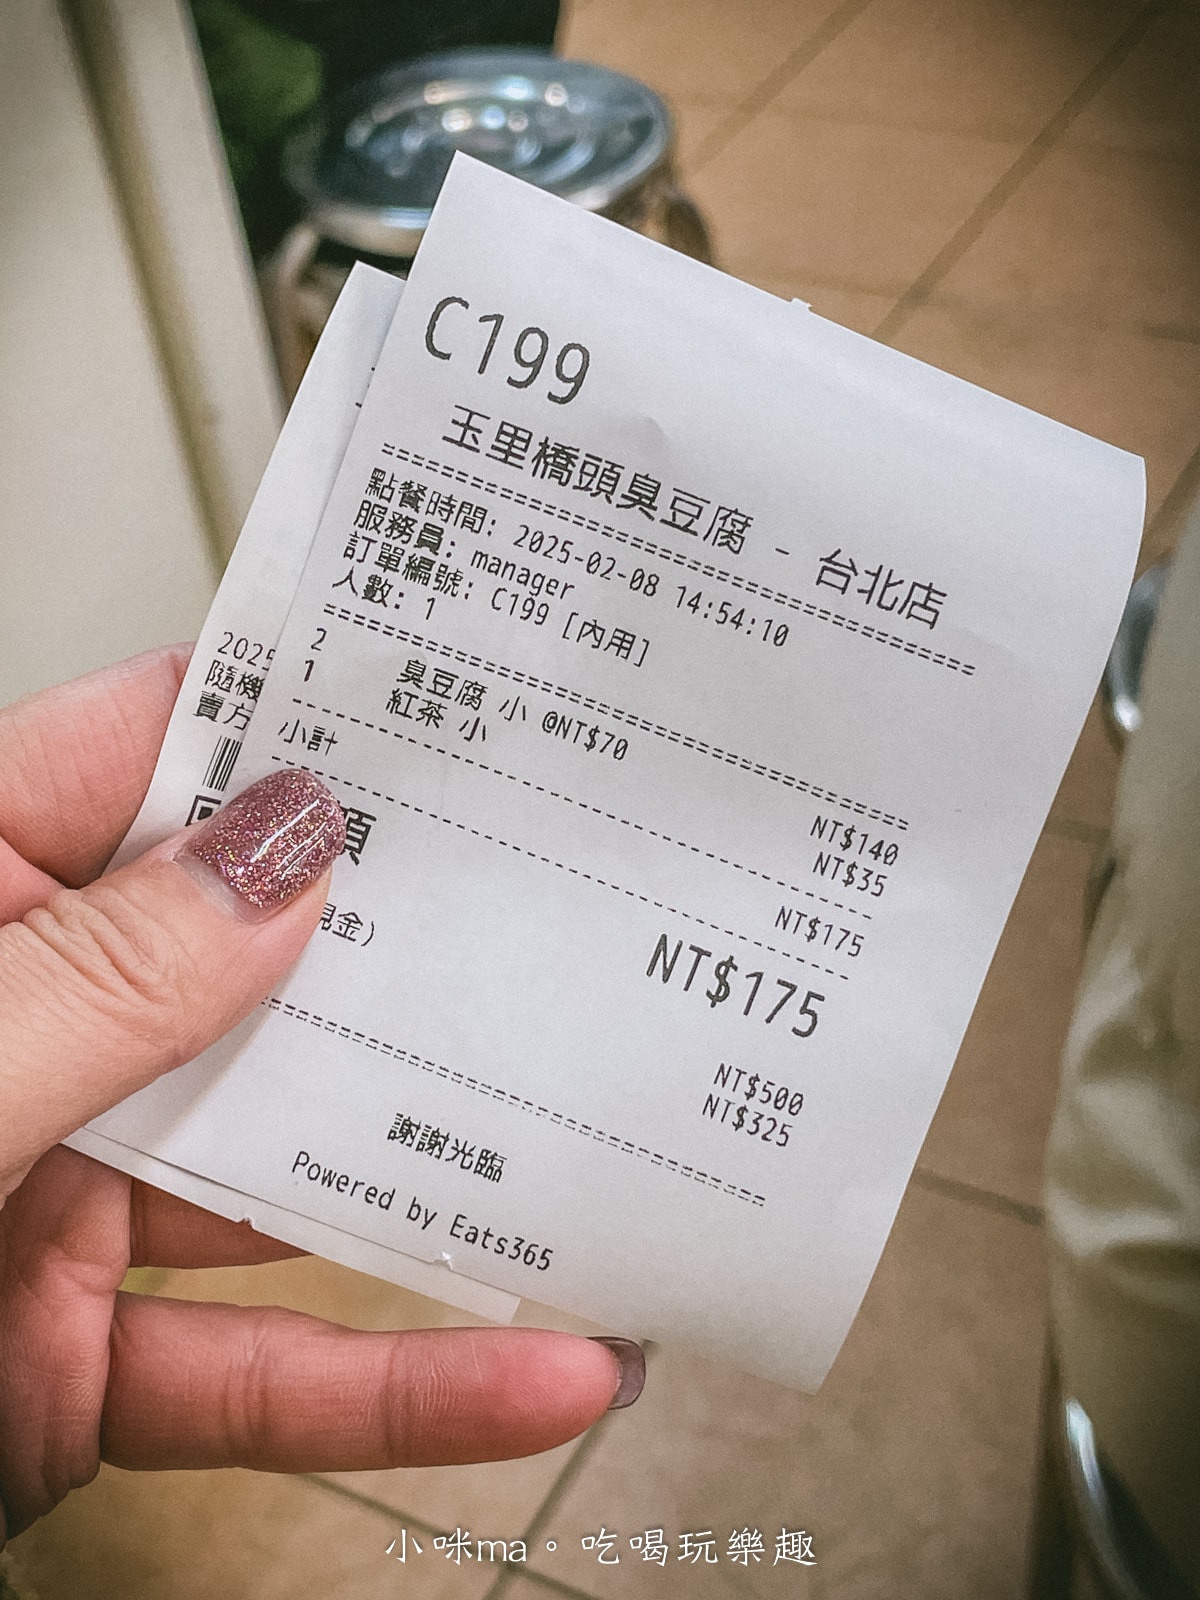 C199
玉里橋頭臭豆腐 - 台北店
點餐時間: 2025-02-08 14:54:10
服務員: manager
訂單編號: C199 [內用]
人數: 1
2 臭豆腐 小 @NT$70 NT$140
1 紅茶 小 NT$35
小計 NT$175
項 NT$175
現金) NT$500
NT$325
謝謝光臨
Powered by Eats365
2025
隨機
賣方
小咪ma。吃喝玩樂趣